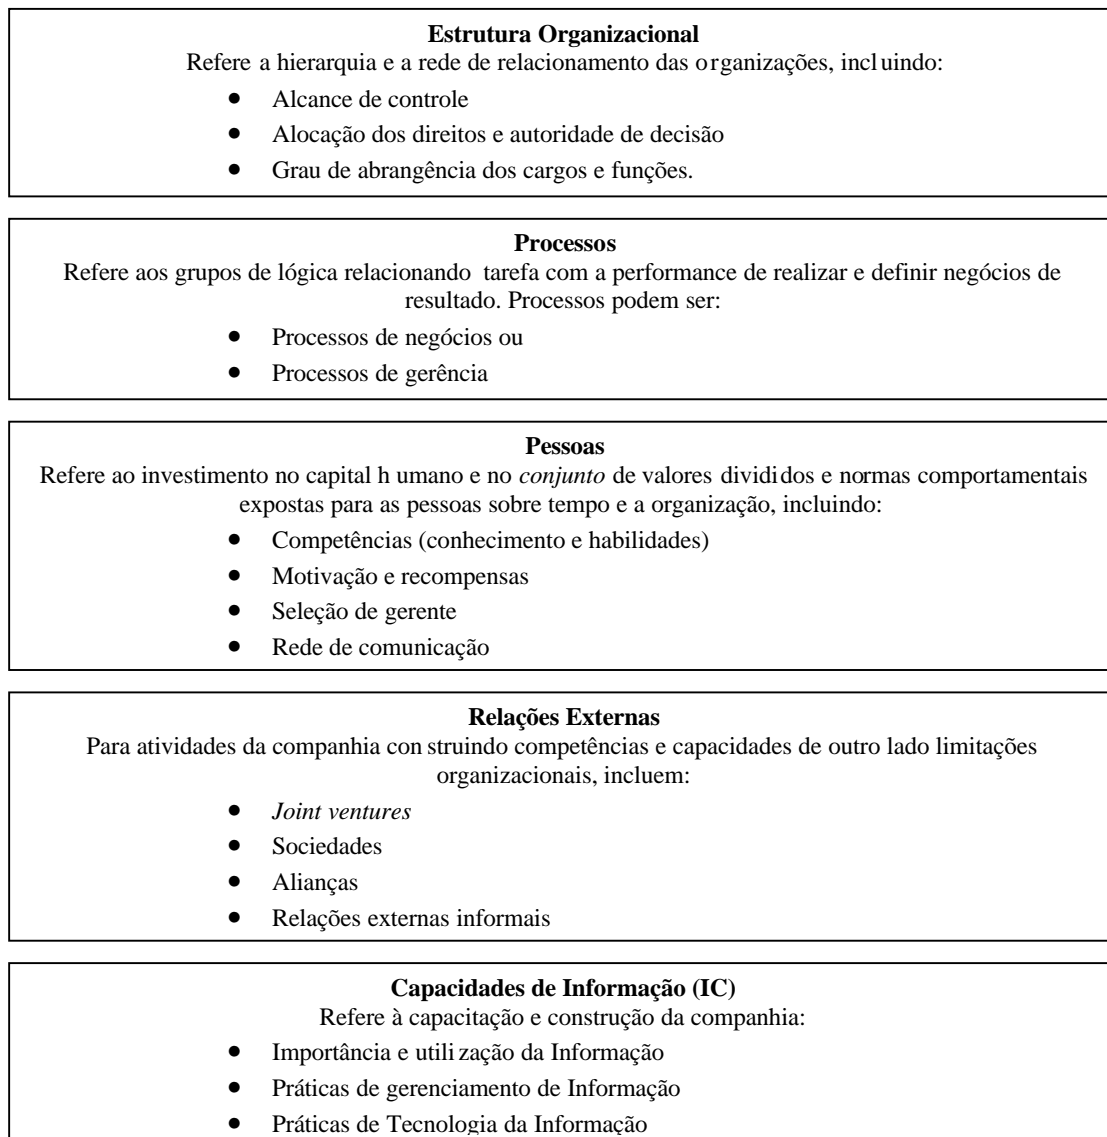 Estrutura Organizacional
Refere a hierarquia e a rede de relacionamento das organizações, incluindo:
• Alcance de controle
• Alocação dos direitos e autoridade de decisão
• Grau de abrangência dos cargos e funções.
Processos
Refere aos grupos de lógica relacionando tarefa com a performance de realizar e definir negócios de
resultado. Processos podem ser:
• Processos de negócios ou
• Processos de gerência
Pessoas
Refere ao investimento no capital h umano e no conjunto de valores divididos e normas comportamentais
expostas para as pessoas sobre tempo e a organização, incluindo:
• Competências (conhecimento e habilidades)
• Motivação e recompensas
• Seleção de gerente
• Rede de comunicação
Relações Externas
Para atividades da companhia con struindo competências e capacidades de outro lado limitações
organizacionais, incluem:
• Joint ventures
• Sociedades
• Alianças
• Relações externas informais
Capacidades de Informação (IC)
Refere à capacitação e construção da companhia:
• Importância e utili zação da Informação
• Práticas de gerenciamento de Informação
• Práticas de Tecnologia da Informação